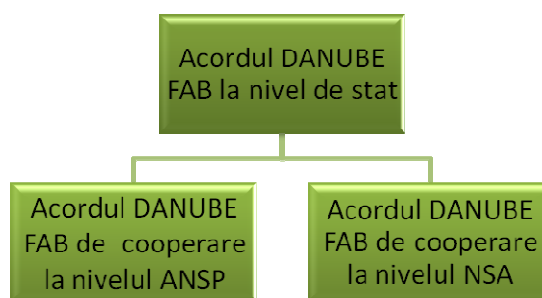 Acordul DANUBE
FAB la nivel de stat
Acordul DANUBE
FAB de cooperare
la nivelul ANSP
Acordul DANUBE
FAB de cooperare
la nivelul NSA